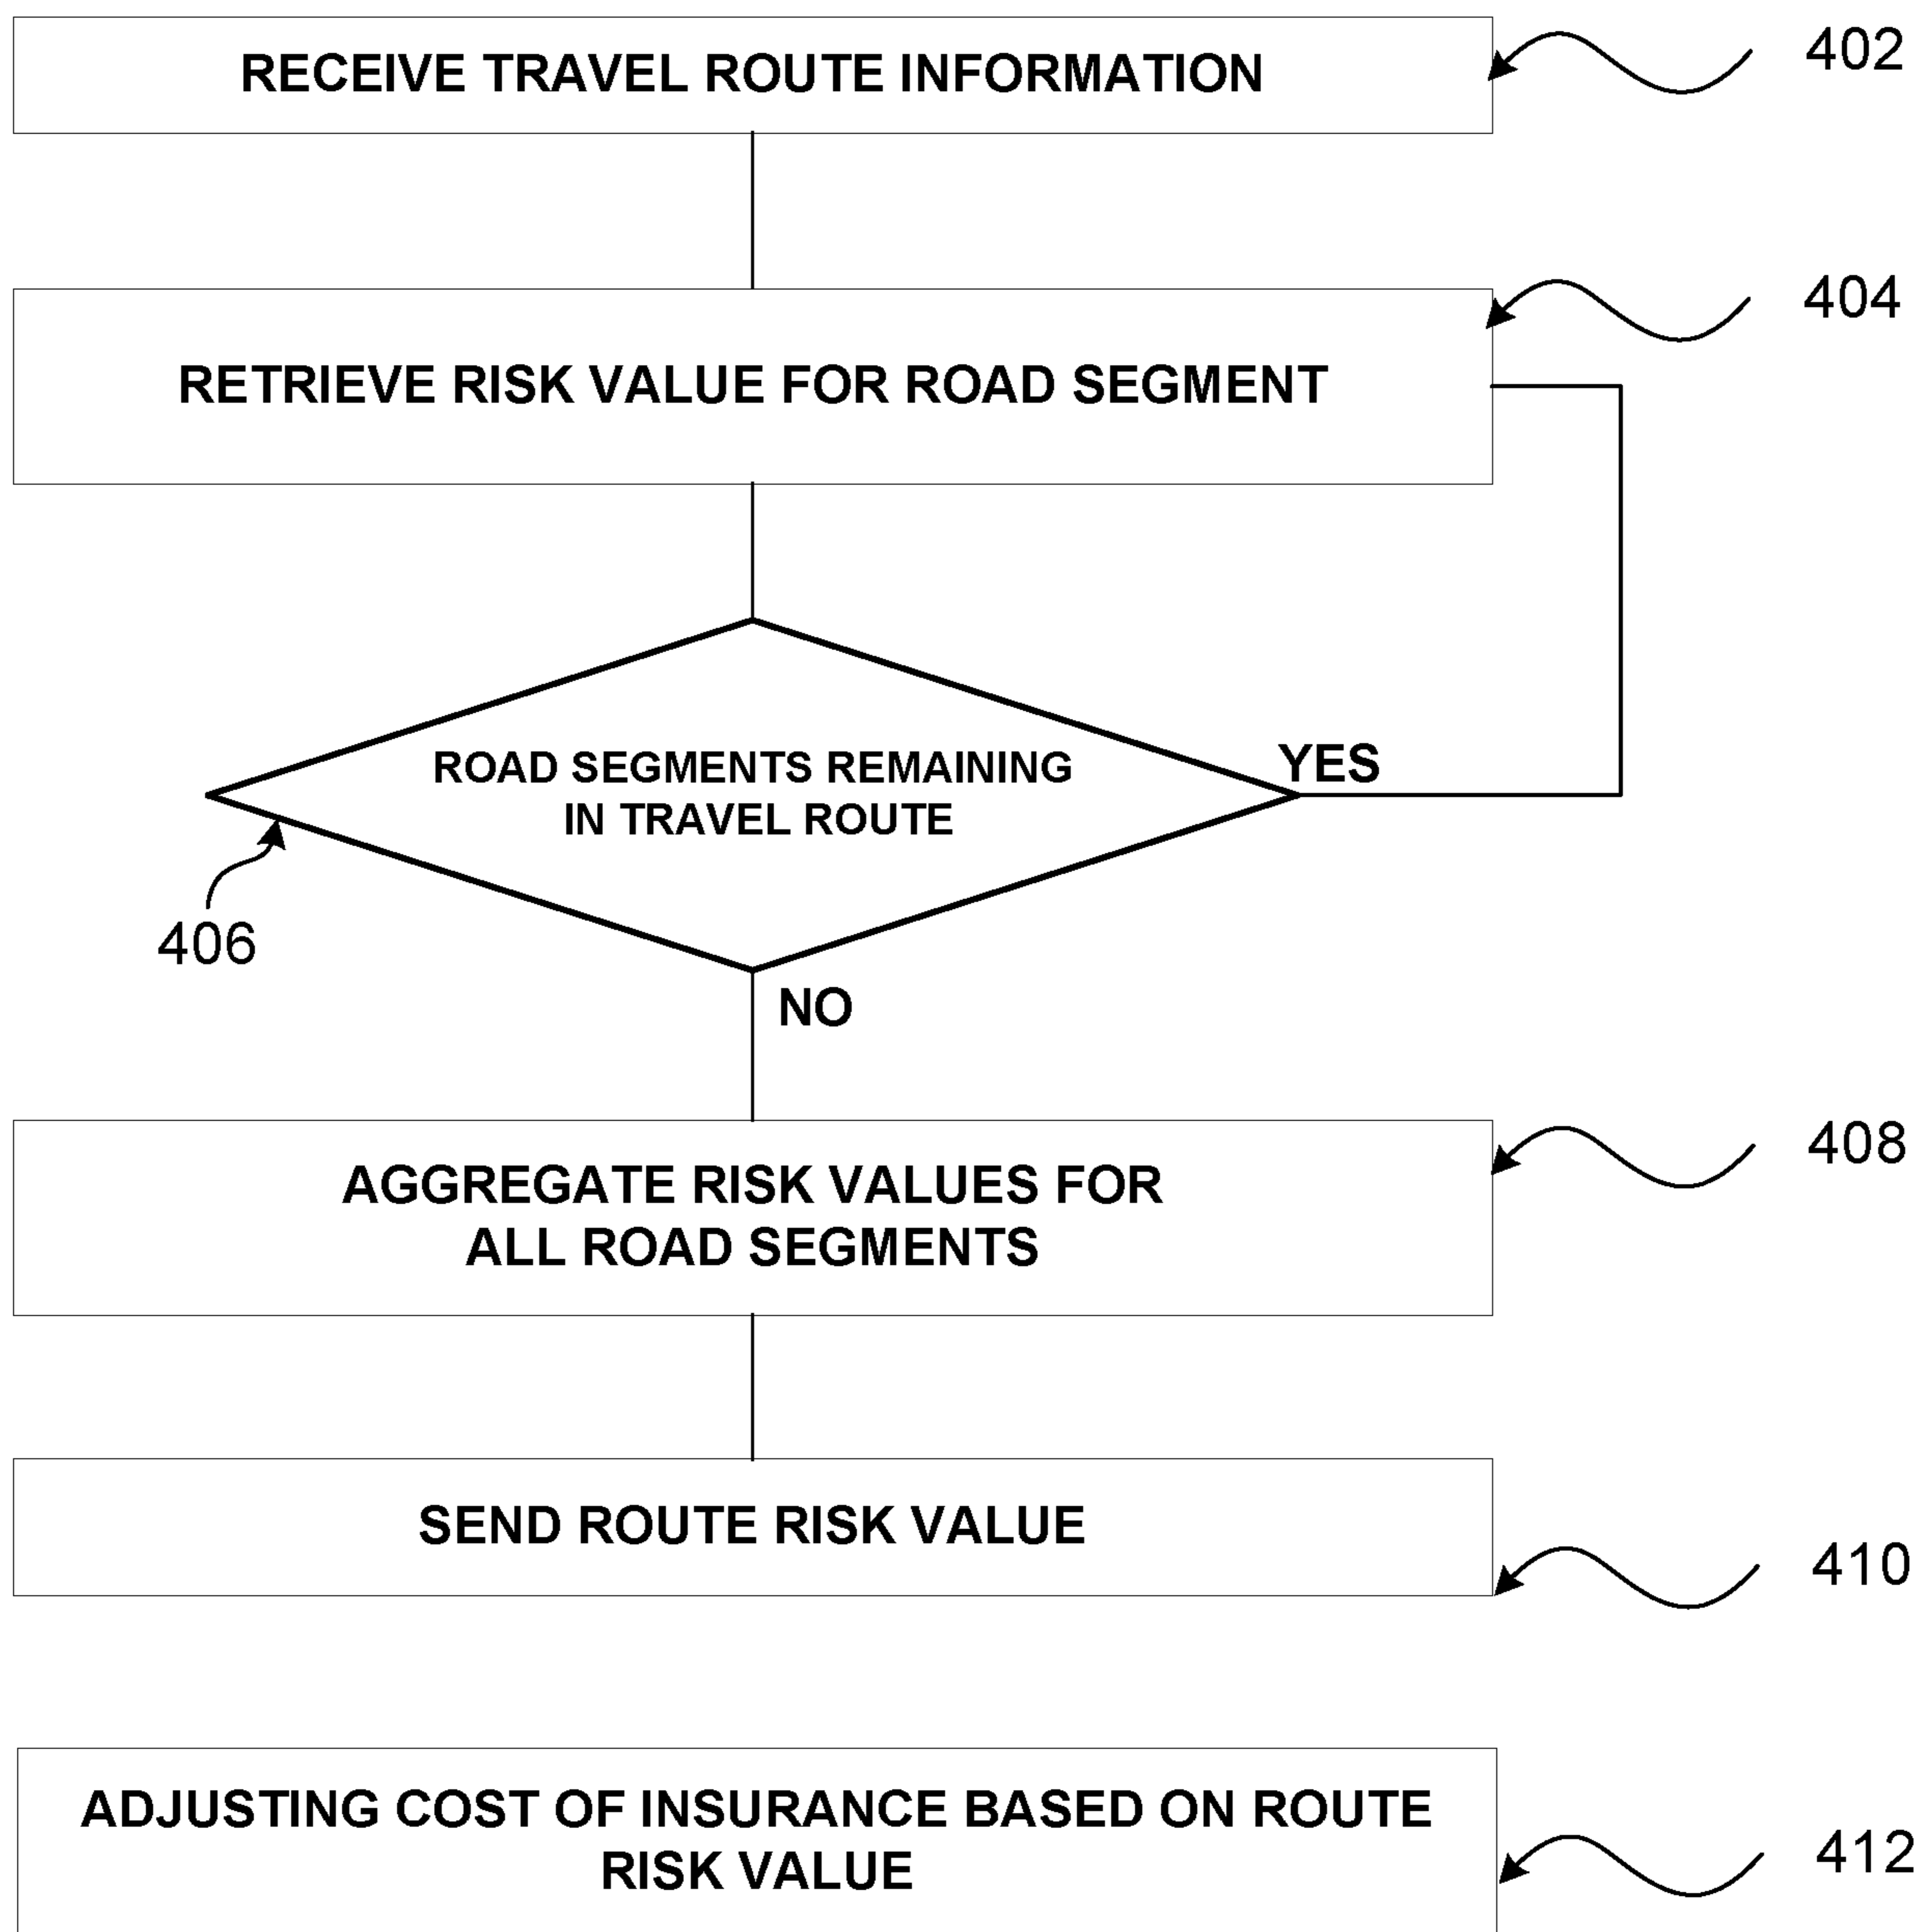 RECEIVE TRAVEL ROUTE INFORMATION
402
RETRIEVE RISK VALUE FOR ROAD SEGMENT
404
ROAD SEGMENTS REMAINING
IN TRAVEL ROUTE
YES
406
NO
AGGREGATE RISK VALUES FOR
ALL ROAD SEGMENTS
408
SEND ROUTE RISK VALUE
410
ADJUSTING COST OF INSURANCE BASED ON ROUTE
RISK VALUE
412